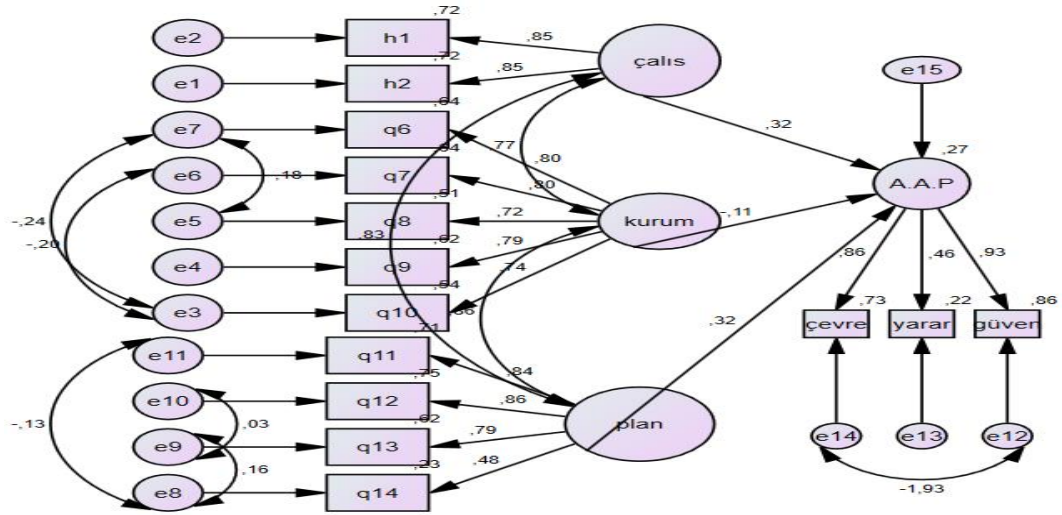 ,72
e2
h1
,85
çalıs
,72
e1
h2
,85
e15
,64
e7
q6
,32
,77
,80
,27
e6
q7
,64
,80
A.A.P
,18
,51
-,24
e5
q8
,72
kurum
-,11
-,20
,83
,62
,79
e4
q9
,74
,86
,46
,93
,54
e3
q10
,86
,73
,22
,86
,71
,32
çevre
yarar
güven
e11
q11
,84
,75
e10
q12
,86
-,13
,03
,62
plan
e9
q13
,79
e14
e13
e12
,16
,23
,48
e8
q14
-1,93